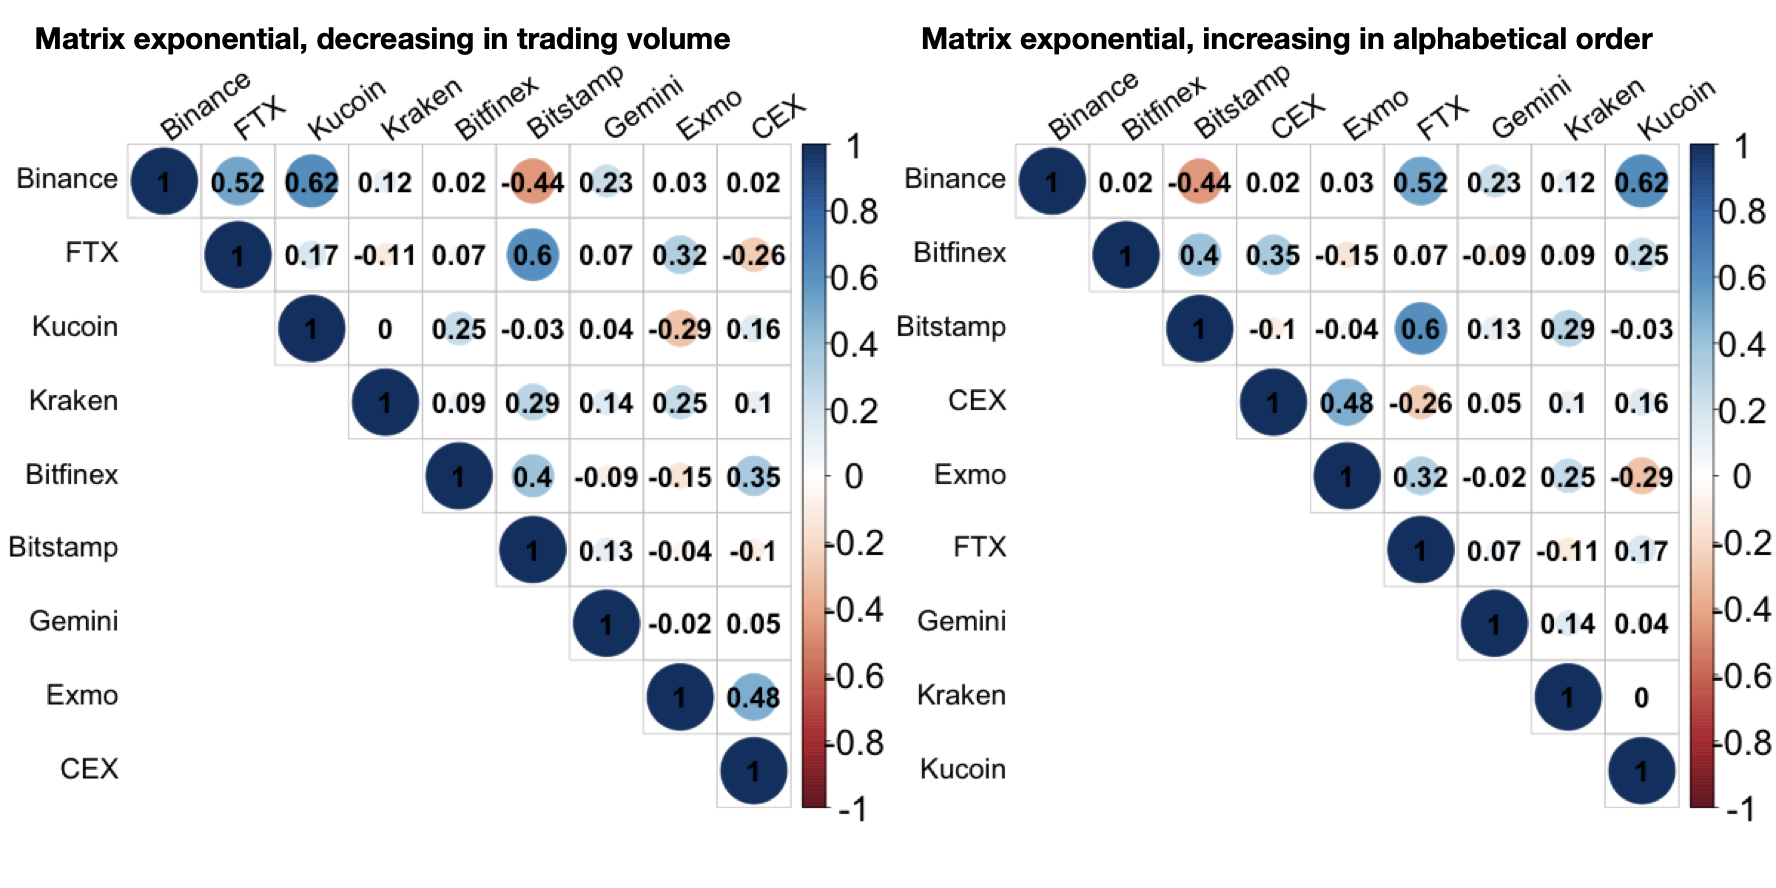 Matrix exponential, decreasing in trading volume
Binance FTX Kucoin Kraken Bitfinex Bitstamp Gemini Exmo CEX
Binance 1 0.52 0.62 0.12 0.02 -0.44 0.23 0.03 0.02
FTX 1 0.17 -0.11 0.07 0.6 0.07 0.32 -0.26
Kucoin 1 0 0.25 -0.03 0.04 -0.29 0.16
Kraken 1 0.09 0.29 0.14 0.25 0.1
Bitfinex 1 0.4 -0.09 -0.15 0.35
Bitstamp 1 0.13 -0.04 -0.1
Gemini 1 -0.02 0.05
Exmo 1 0.48
CEX 1
1
0.8
0.6
0.4
0.2
0
-0.2
-0.4
-0.6
-0.8
-1
Matrix exponential, increasing in alphabetical order
Binance Bitfinex Bitstamp CEX Exmo FTX Gemini Kraken Kucoin
Binance 1 0.02 -0.44 0.02 0.03 0.52 0.23 0.12 0.62
Bitfinex 1 0.4 0.35 -0.15 0.07 -0.09 0.09 0.25
Bitstamp 1 -0.1 -0.04 0.6 0.13 0.29 -0.03
CEX 1 0.48 -0.26 0.05 0.1 0.16
Exmo 1 0.32 -0.02 0.25 -0.29
FTX 1 0.07 -0.11 0.17
Gemini 1 0.14 0.04
Kraken 1 0
Kucoin 1
1
0.8
0.6
0.4
0.2
0
-0.2
-0.4
-0.6
-0.8
-1